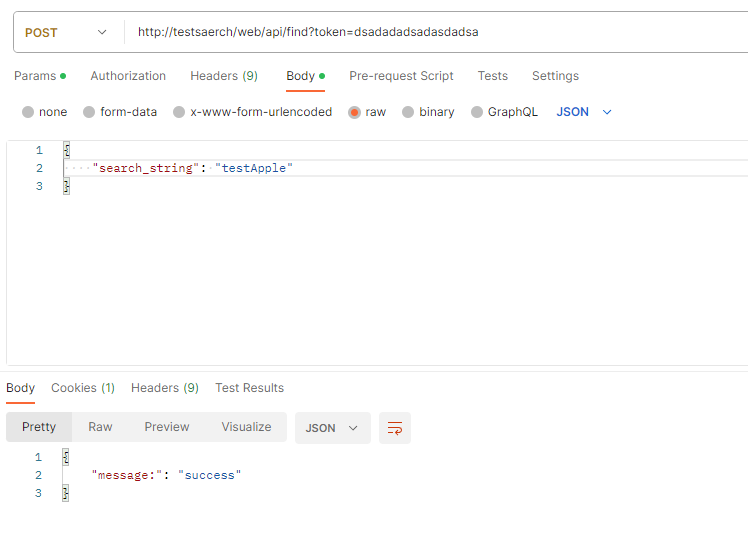 POST http://testsaerch/web/api/find?token=dsadadadsadasdadsa
Params Authorization Headers (9) Body Pre-request Script Tests Settings
none form-data x-www-form-urlencoded raw binary GraphQL JSON
1 {
2 "search_string": "testApple"
3 }
Body Cookies (1) Headers (9) Test Results
Pretty Raw Preview Visualize JSON
1 {
2 "message:": "success"
3 }